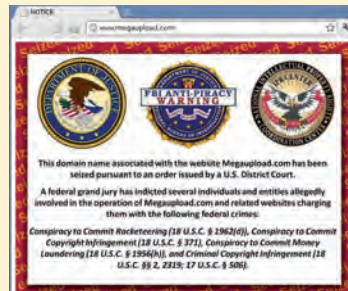 NOTICE
www.megaupload.com
Seized
DEPARTMENT OF JUSTICE
FBI ANTI-PIRACY
WARNING
This domain name associated with the website Megaupload.com has been
seized pursuant to an order issued by a U.S. District Court.
A federal grand jury has indicted several individuals and entities allegedly
involved in the operation of Megaupload.com and related websites charging
them with the following federal crimes:
Conspiracy to Commit Racketeering (18 U.S.C. § 1962(d)), Conspiracy to Commit
Copyright Infringement (18 U.S.C. § 371), Conspiracy to Commit Money
Laundering (18 U.S.C. § 1956(h)), and Criminal Copyright Infringement (18
U.S.C. §§ 2, 2319; 17 U.S.C. § 506).